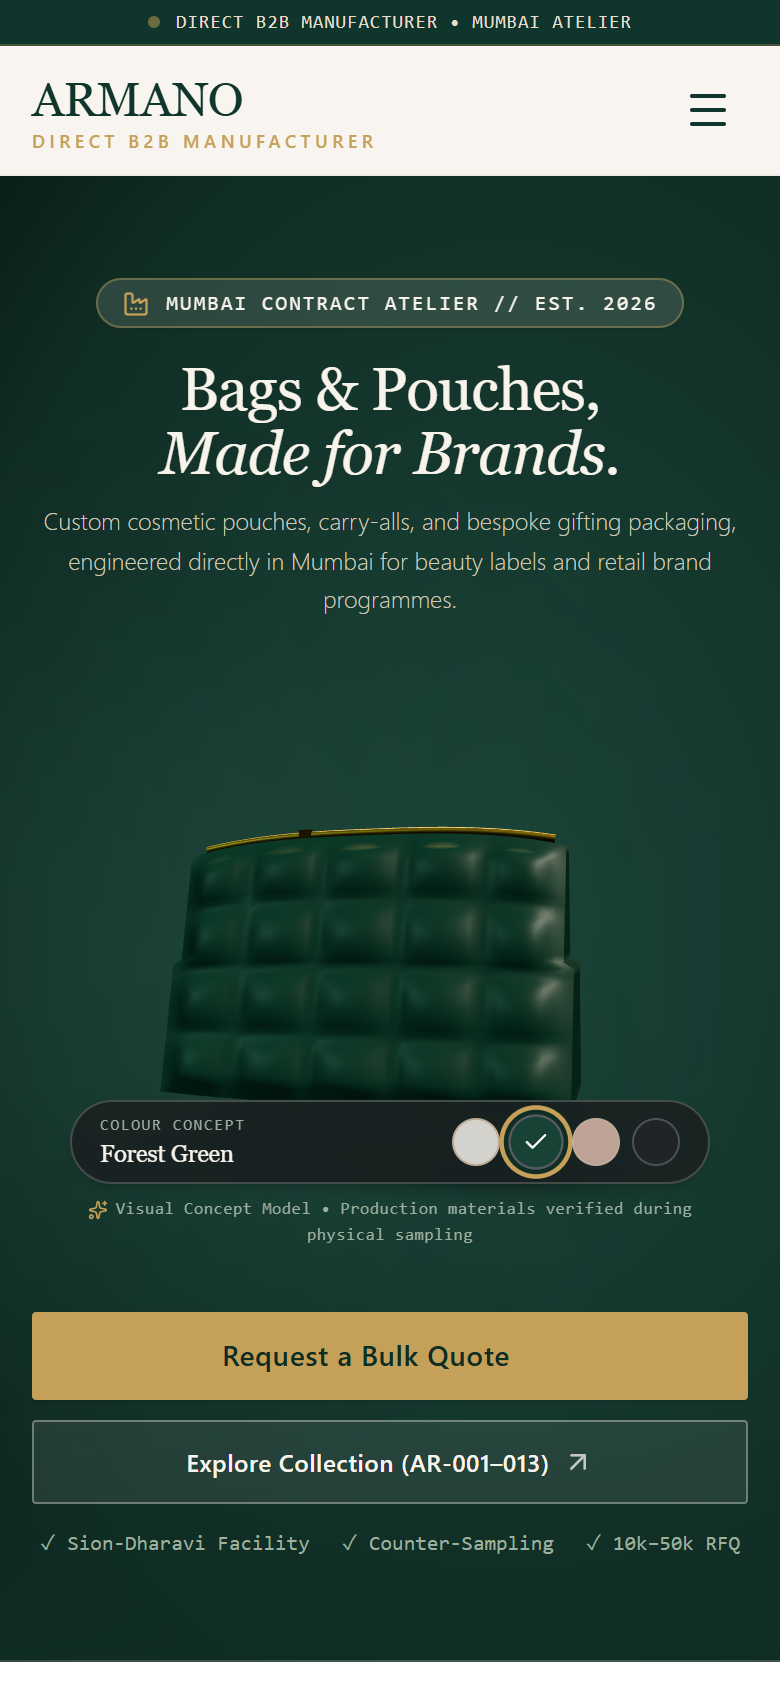 DIRECT B2B MANUFACTURER • MUMBAI ATELIER
ARMANO
DIRECT B2B MANUFACTURER
MUMBAI CONTRACT ATELIER // EST. 2026
Bags & Pouches,
Made for Brands.
Custom cosmetic pouches, carry-alls, and bespoke gifting packaging,
engineered directly in Mumbai for beauty labels and retail brand
programmes.
COLOUR CONCEPT
Forest Green
Visual Concept Model • Production materials verified during
physical sampling
Request a Bulk Quote
Explore Collection (AR-001–013)
✓ Sion-Dharavi Facility ✓ Counter-Sampling ✓ 10k–50k RFQ